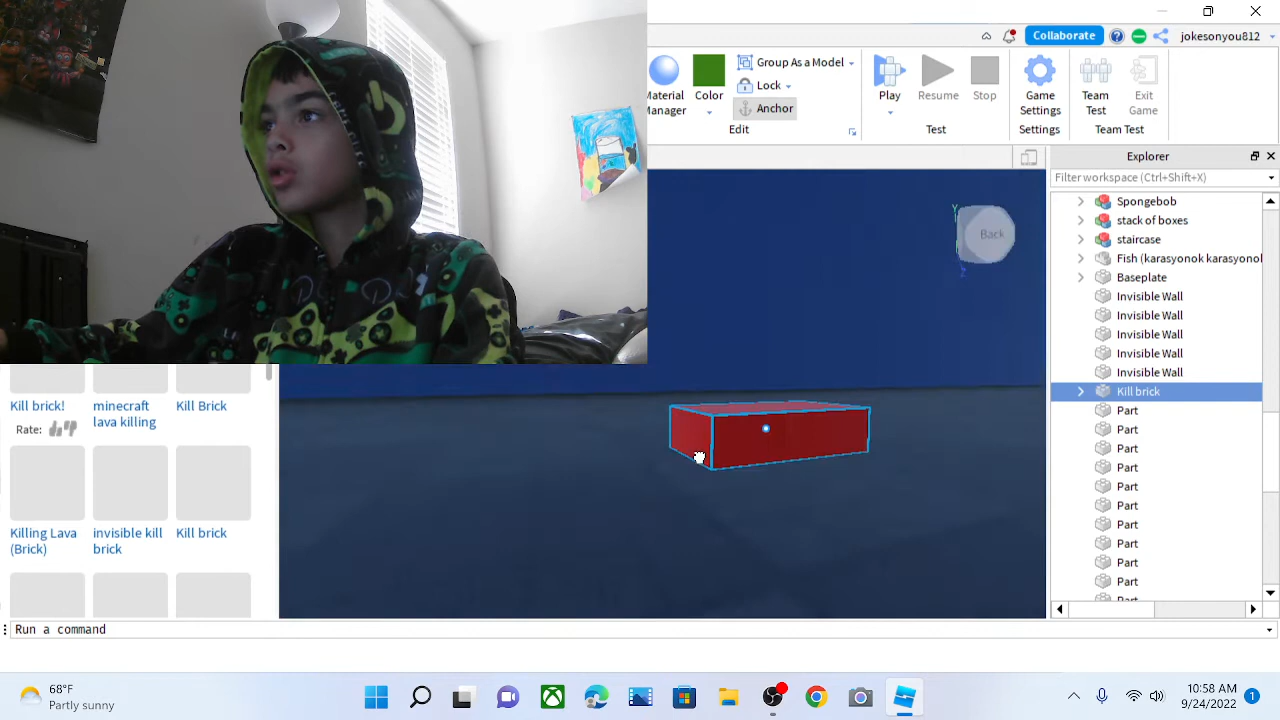 Collaborate
jokesonyou812
Material Manager
Color
Group As a Model
Lock
Anchor
Edit
Play
Resume
Stop
Test
Game Settings
Settings
Team Test
Exit Game
Team Test
Explorer
Filter workspace (Ctrl+Shift+X)
Spongebob
stack of boxes
staircase
Fish (karasyonok karasyonol
Baseplate
Invisible Wall
Invisible Wall
Invisible Wall
Invisible Wall
Invisible Wall
Kill brick
Part
Part
Part
Part
Part
Part
Part
Part
Part
Part
Part
Y
Back
Kill brick!
minecraft lava killing
Kill Brick
Rate:
Killing Lava (Brick)
invisible kill brick
Kill brick
Run a command
68°F
Partly sunny
10:58 AM
9/24/2022
1